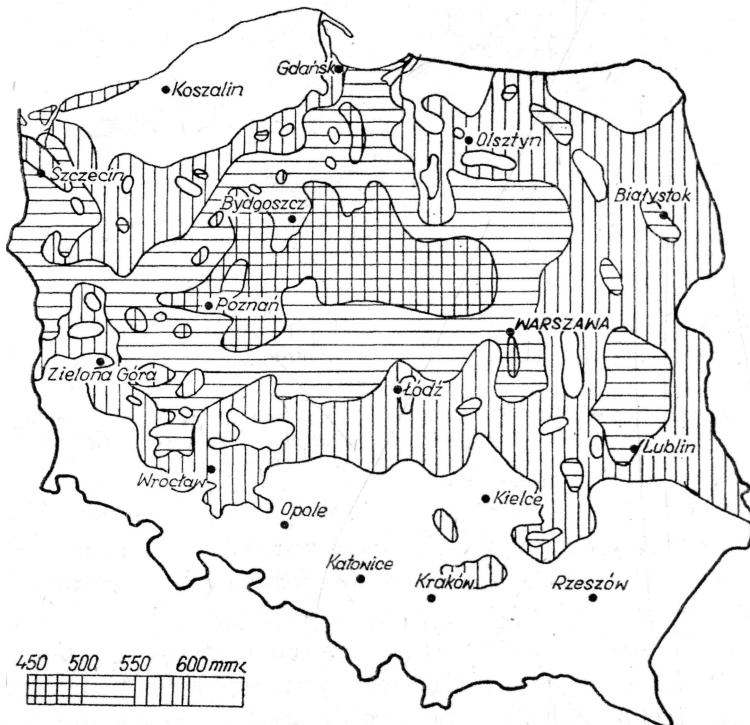 Gdańsk
Koszalin
Olsztyn
Szczecin
Bydgoszcz
Białystok
Poznań
WARSZAWA
Zielona Góra
Łódź
Lublin
Wrocław
Kielce
Opole
Katowice
Kraków
Rzeszów
450 500 550 600 mm<